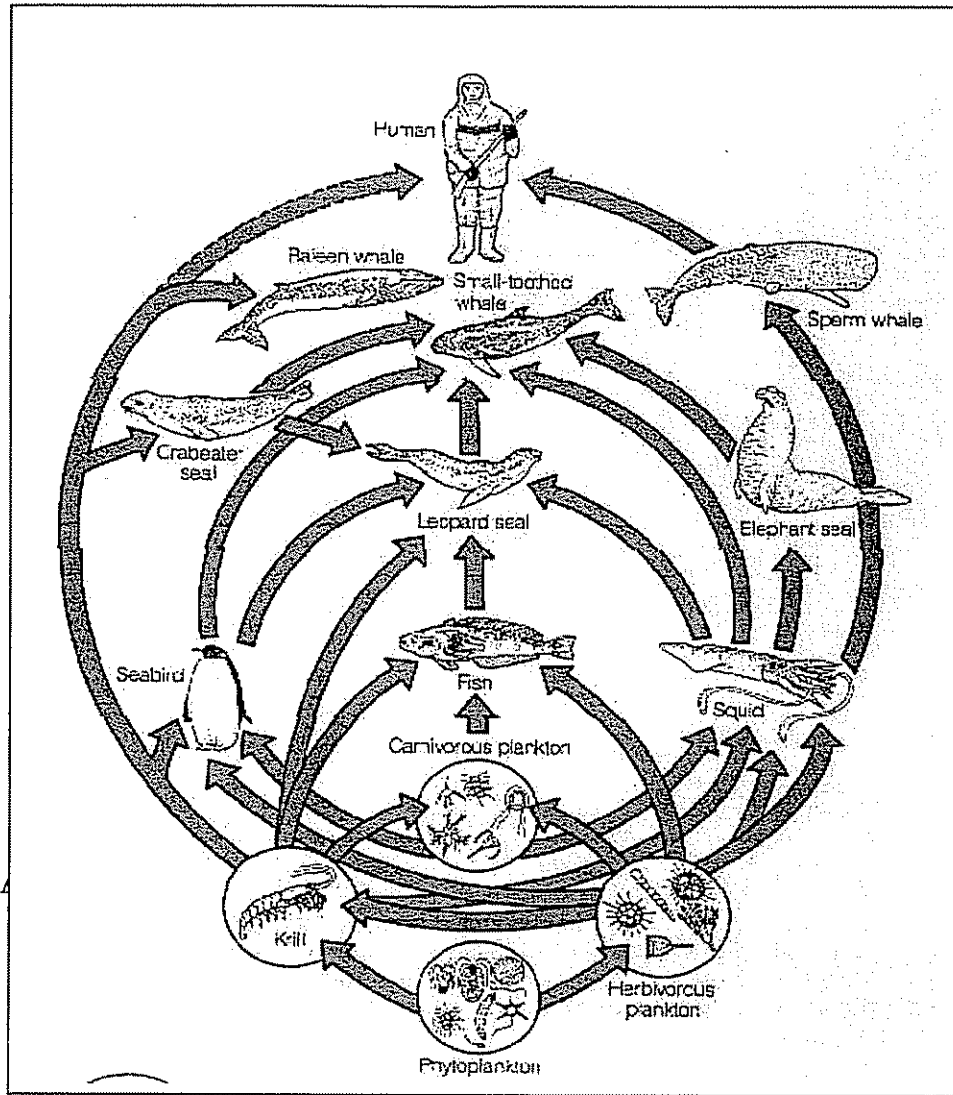 Human
Baleen whale
Small-toothed
whale
Sperm whale
Crabeater
seal
Leopard seal
Elephant seal
Seabird
Fish
Squid
Carnivorous plankton
Krill
Herbivorous
plankton
Phytoplankton